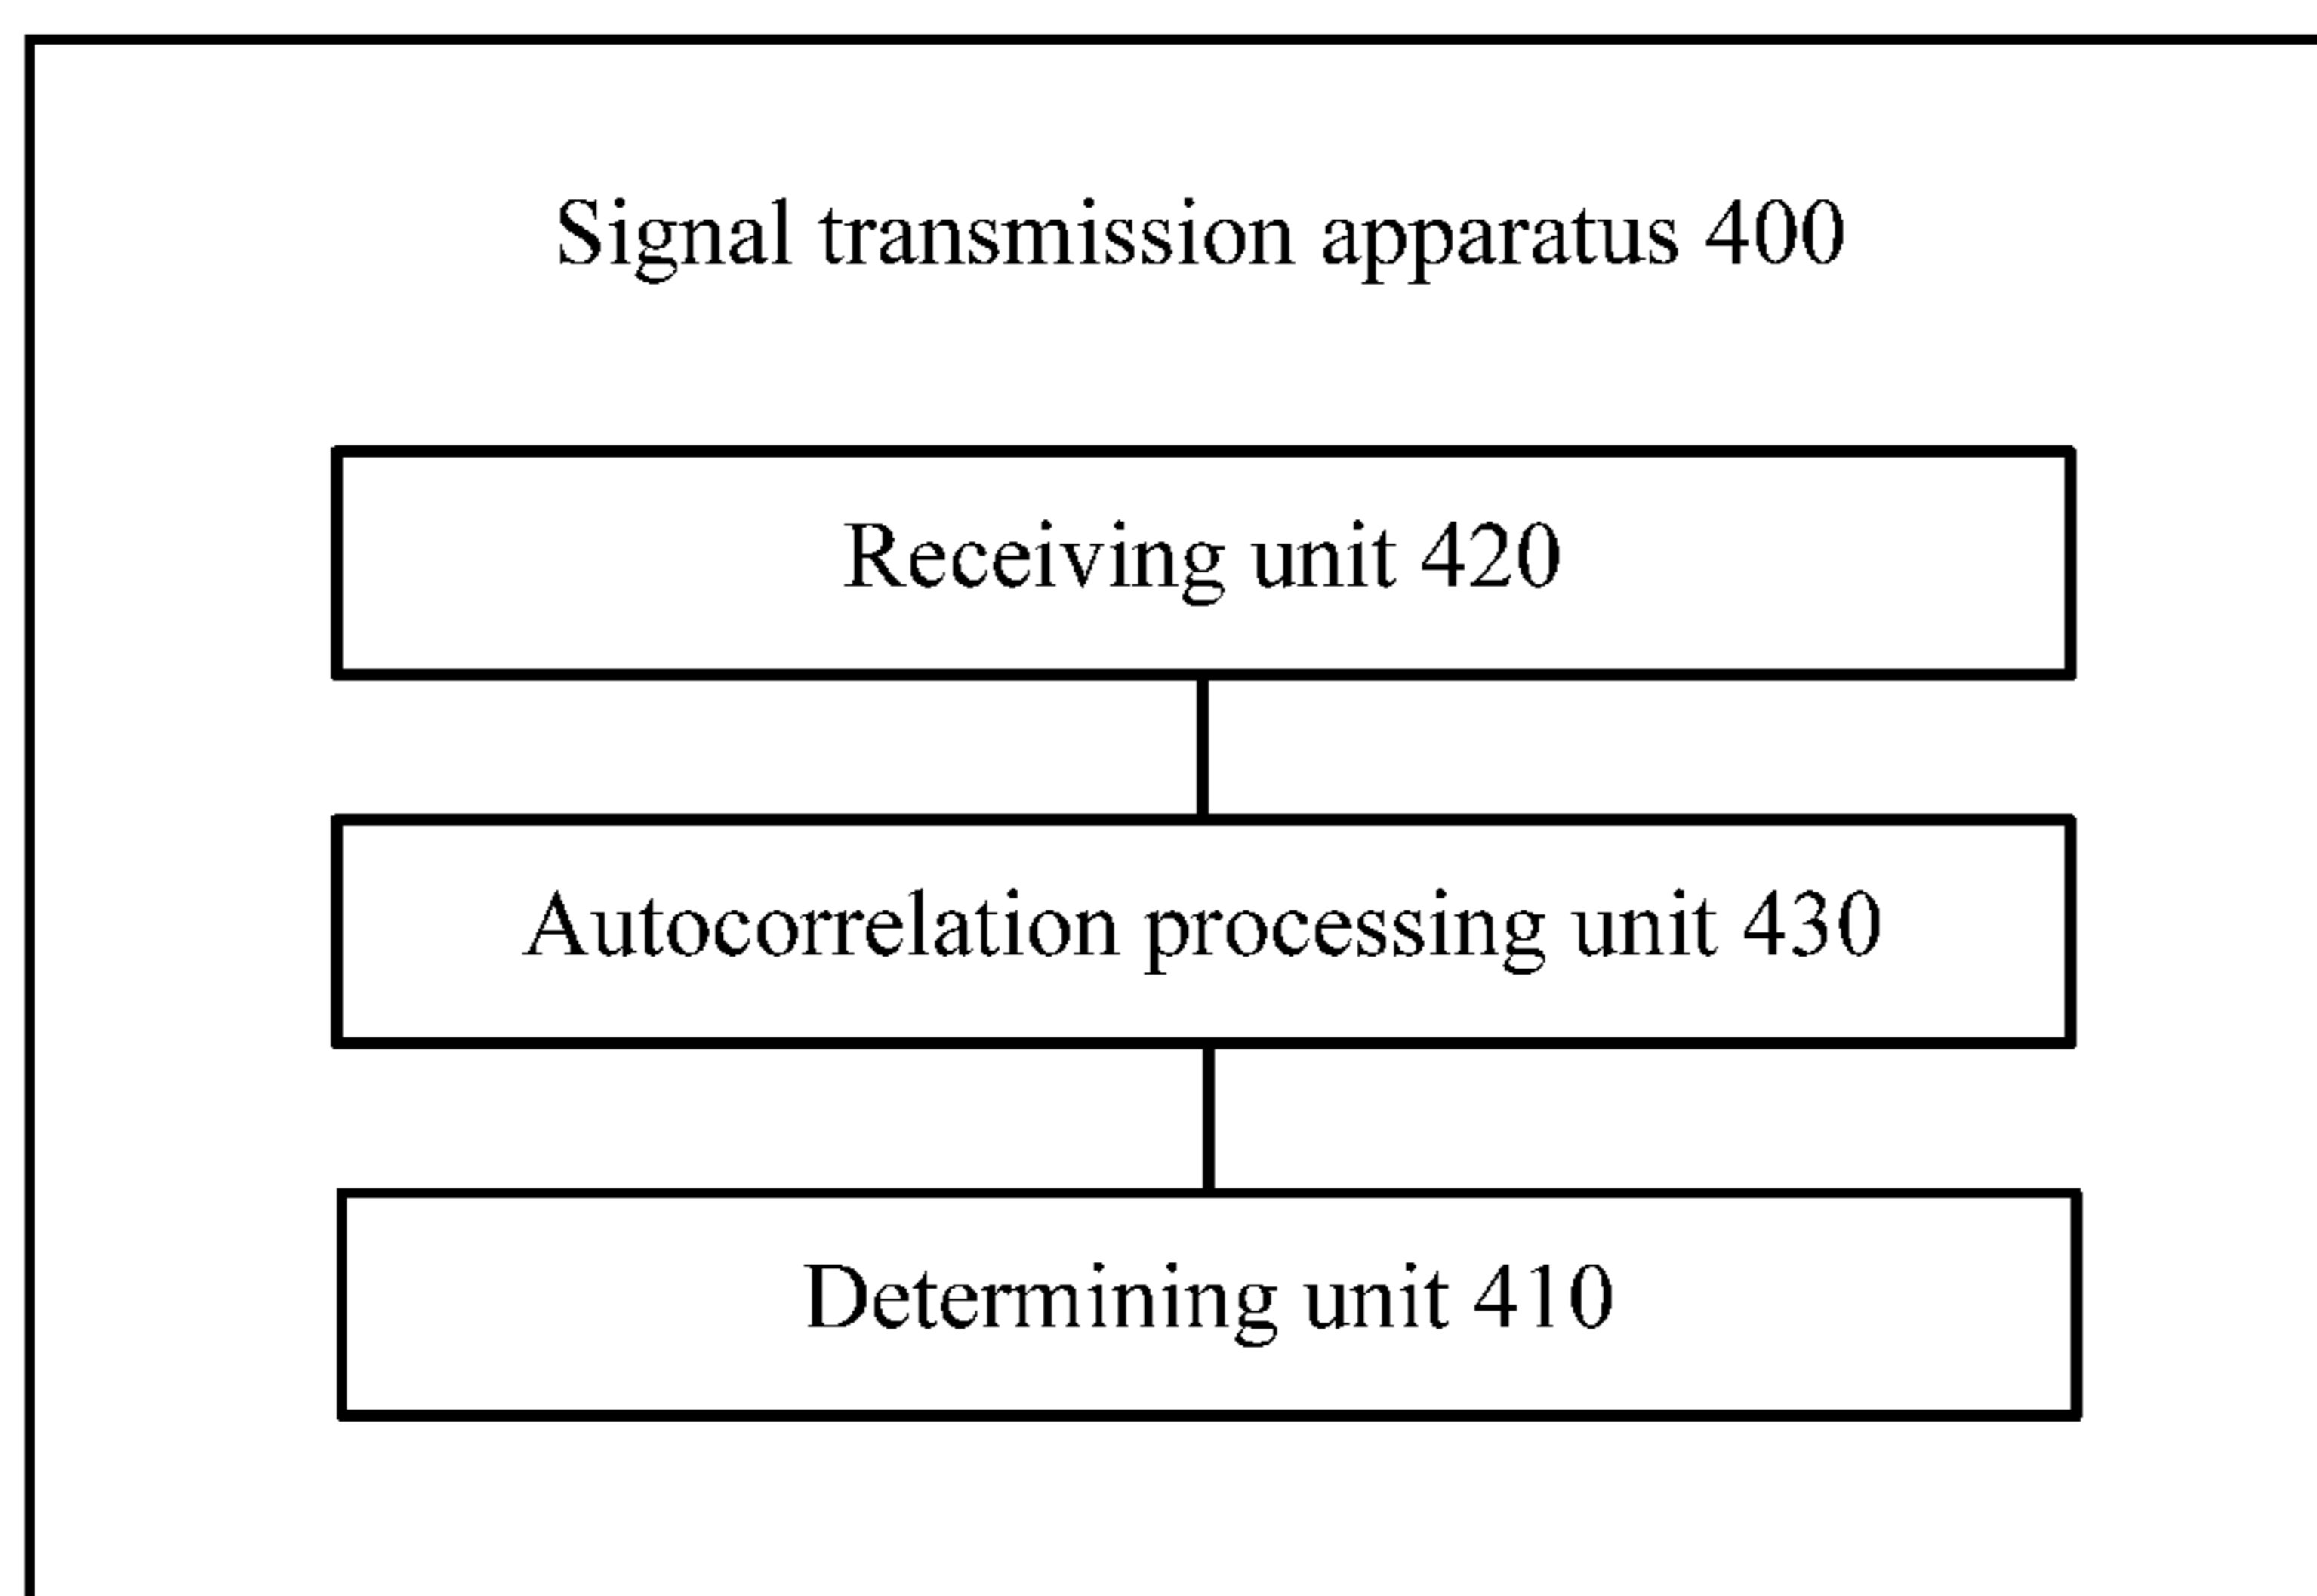 Signal transmission apparatus 400
Receiving unit 420
Autocorrelation processing unit 430
Determining unit 410